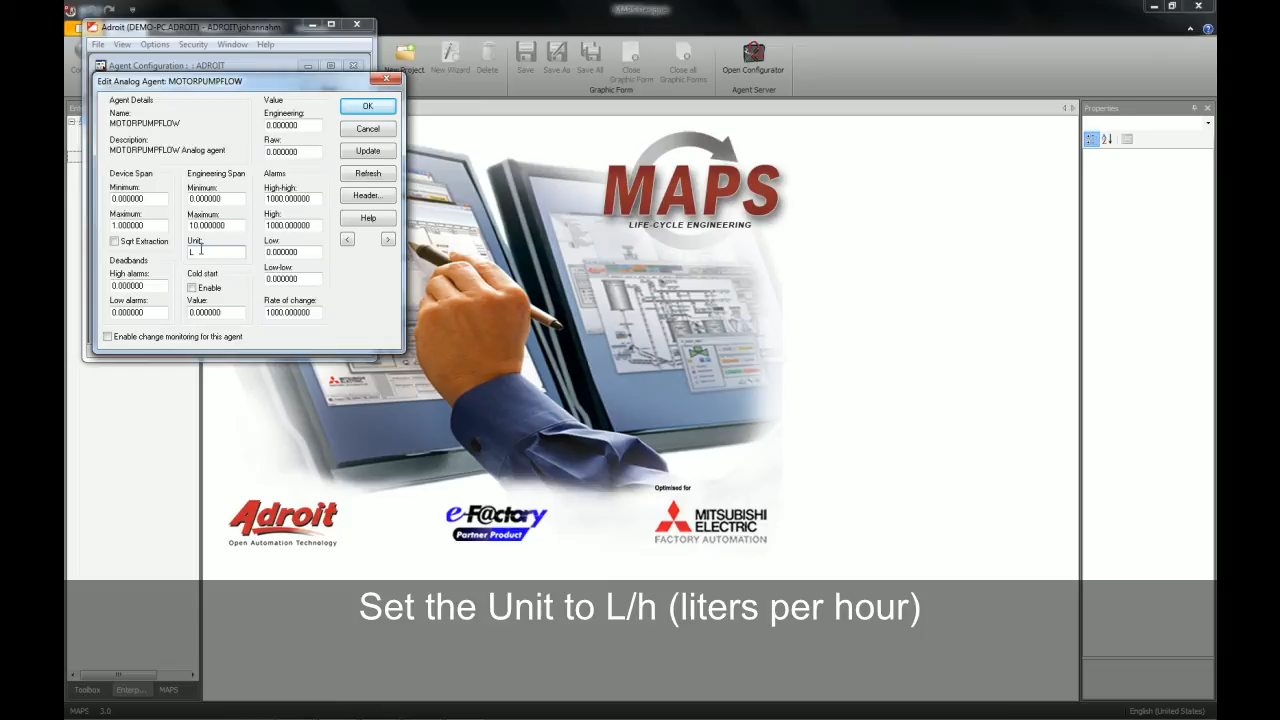 MAPS Designer
Adroit (DEMO-PC.ADROIT) - ADROIT\johannahm
File View Options Security Window Help
Agent Configuration : : ADROIT
New Project
New Wizard
Delete
Save
Save As
Save All
Close Graphic Form
Close all Graphic Forms
Open Configurator
Graphic Form
Agent Server
Edit Analog Agent: MOTORPUMPFLOW
Agent Details
Name:
MOTORPUMPFLOW
Description:
MOTORPUMPFLOW Analog agent
Value
Engineering:
0.000000
Raw:
0.000000
OK
Cancel
Update
Refresh
Header...
Help
<
>
Device Span
Minimum:
0.000000
Maximum:
1.000000
Sqrt Extraction
Engineering Span
Minimum:
0.000000
Maximum:
10.000000
Unit:
L
Alarms
High-high:
1000.000000
High:
1000.000000
Low:
0.000000
Low-low:
0.000000
Rate of change:
1000.000000
Deadbands
High alarms:
0.000000
Low alarms:
0.000000
Cold start
Enable
Value:
0.000000
Enable change monitoring for this agent
Properties
MAPS
LIFE-CYCLE ENGINEERING
Adroit
Open Automation Technology
e-F@ctory
Partner Product
Optimised for
MITSUBISHI
ELECTRIC
FACTORY AUTOMATION
Set the Unit to L/h (liters per hour)
Toolbox
Enterp...
MAPS
MAPS 3.0
English (United States)